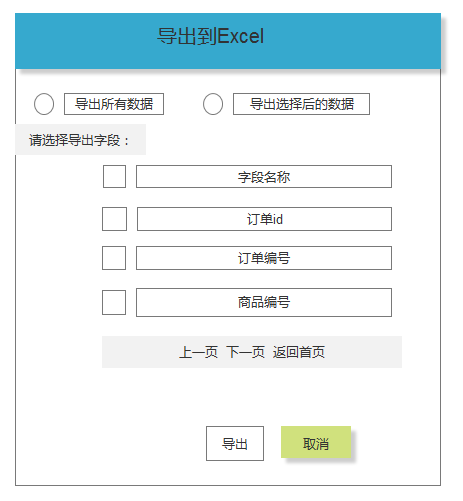 导出到Excel
导出所有数据 导出选择后的数据
请选择导出字段：
字段名称
订单id
订单编号
商品编号
上一页 下一页 返回首页
导出 取消